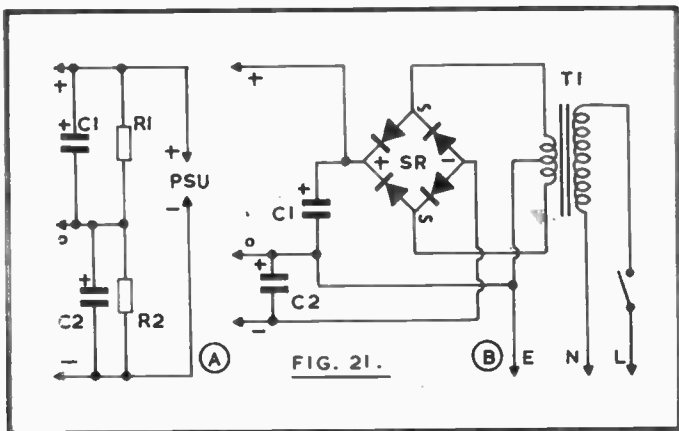 +
+
C1
R1
+
PSU
-
o
+
C2
R2
-
A
+
S
T1
+ SR -
+
C1
S
o
+
C2
-
FIG. 21.
B E N L